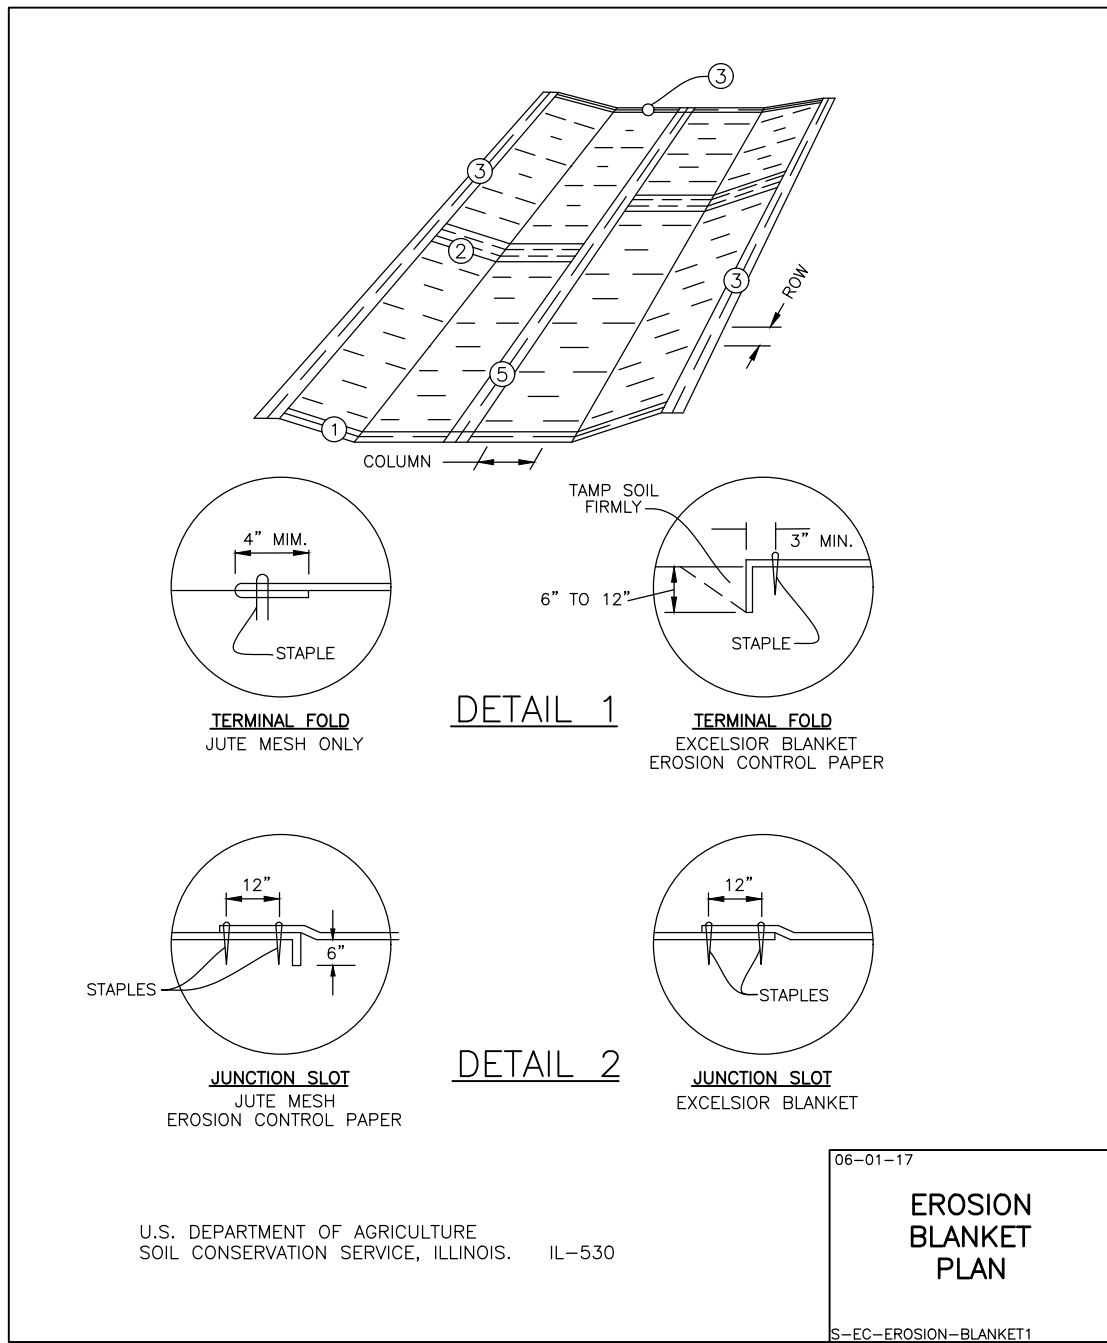 3
3
2
3
ROW
5
1
COLUMN
4” MIM.
STAPLE
TERMINAL FOLD
JUTE MESH ONLY
TAMP SOIL
FIRMLY
3” MIN.
6” TO 12”
STAPLE
DETAIL 1
TERMINAL FOLD
EXCELSIOR BLANKET
EROSION CONTROL PAPER
12”
6”
STAPLES
JUNCTION SLOT
JUTE MESH
EROSION CONTROL PAPER
DETAIL 2
12”
STAPLES
JUNCTION SLOT
EXCELSIOR BLANKET
U.S. DEPARTMENT OF AGRICULTURE
SOIL CONSERVATION SERVICE, ILLINOIS. IL-530
06-01-17
EROSION
BLANKET
PLAN
S-EC-EROSION-BLANKET1